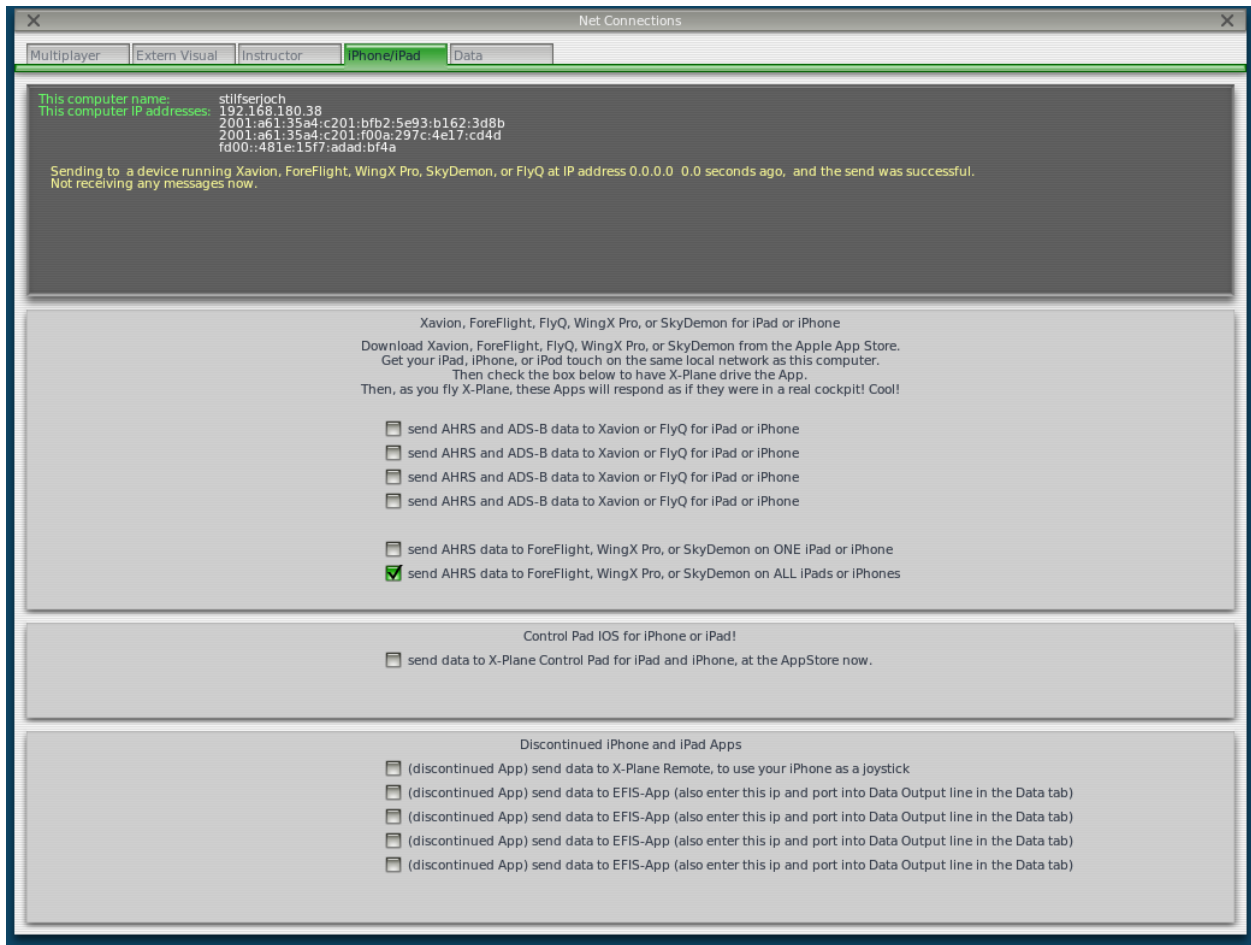 Net Connections
Multiplayer Extern Visual Instructor iPhone/iPad Data
This computer name: stilfserjoch
This computer IP addresses: 192.168.180.38
2001:a61:35a4:c201:bfb2:5e93:b162:3d8b
2001:a61:35a4:c201:f00a:297c:4e17:cd4d
fd00::481e:15f7:adad:bf4a
Sending to a device running Xavion, ForeFlight, WingX Pro, SkyDemon, or FlyQ at IP address 0.0.0.0 0.0 seconds ago, and the send was successful.
Not receiving any messages now.
Xavion, ForeFlight, FlyQ, WingX Pro, or SkyDemon for iPad or iPhone
Download Xavion, ForeFlight, FlyQ, WingX Pro, or SkyDemon from the Apple App Store.
Get your iPad, iPhone, or iPod touch on the same local network as this computer.
Then check the box below to have X-Plane drive the App.
Then, as you fly X-Plane, these Apps will respond as if they were in a real cockpit! Cool!
send AHRS and ADS-B data to Xavion or FlyQ for iPad or iPhone
send AHRS and ADS-B data to Xavion or FlyQ for iPad or iPhone
send AHRS and ADS-B data to Xavion or FlyQ for iPad or iPhone
send AHRS and ADS-B data to Xavion or FlyQ for iPad or iPhone
send AHRS data to ForeFlight, WingX Pro, or SkyDemon on ONE iPad or iPhone
send AHRS data to ForeFlight, WingX Pro, or SkyDemon on ALL iPads or iPhones
Control Pad IOS for iPhone or iPad!
send data to X-Plane Control Pad for iPad and iPhone, at the AppStore now.
Discontinued iPhone and iPad Apps
(discontinued App) send data to X-Plane Remote, to use your iPhone as a joystick
(discontinued App) send data to EFIS-App (also enter this ip and port into Data Output line in the Data tab)
(discontinued App) send data to EFIS-App (also enter this ip and port into Data Output line in the Data tab)
(discontinued App) send data to EFIS-App (also enter this ip and port into Data Output line in the Data tab)
(discontinued App) send data to EFIS-App (also enter this ip and port into Data Output line in the Data tab)